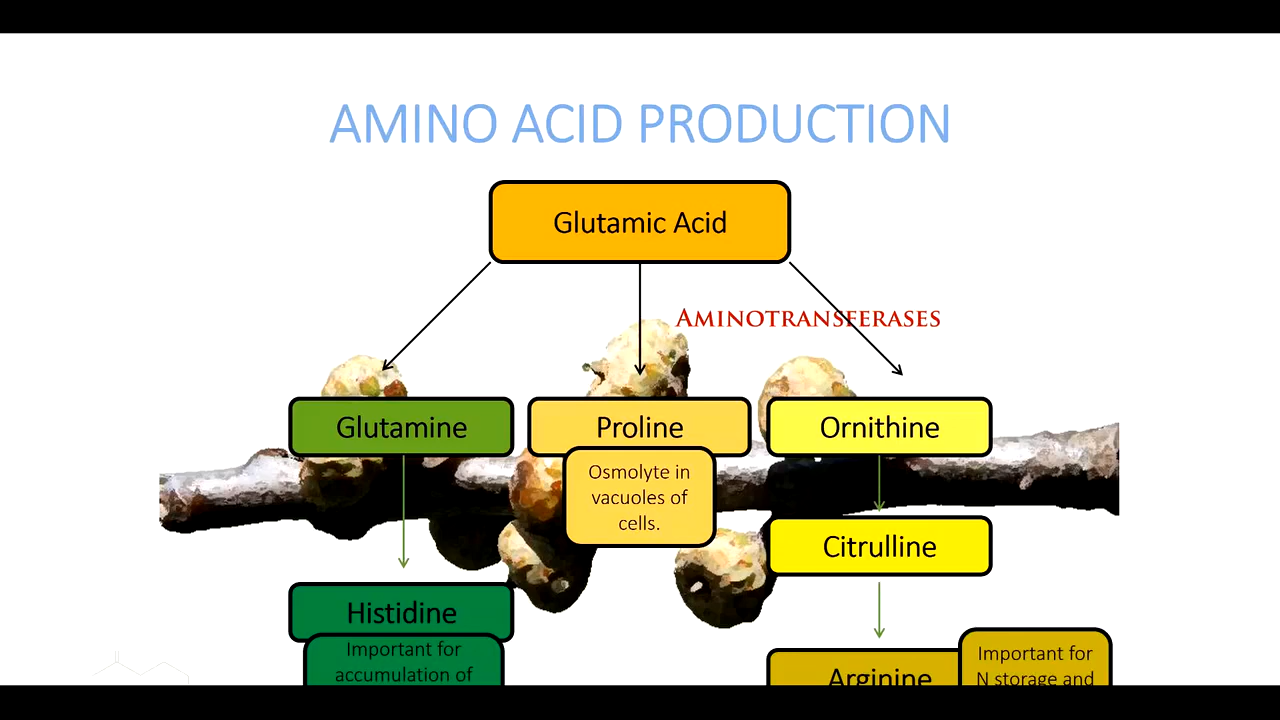 AMINO ACID PRODUCTION
Glutamic Acid
AMINOTRANSFERASES
Glutamine
Proline
Ornithine
Osmolyte in
vacuoles of
cells.
Citrulline
Histidine
Important for
accumulation of
Arginine
Important for
N storage and